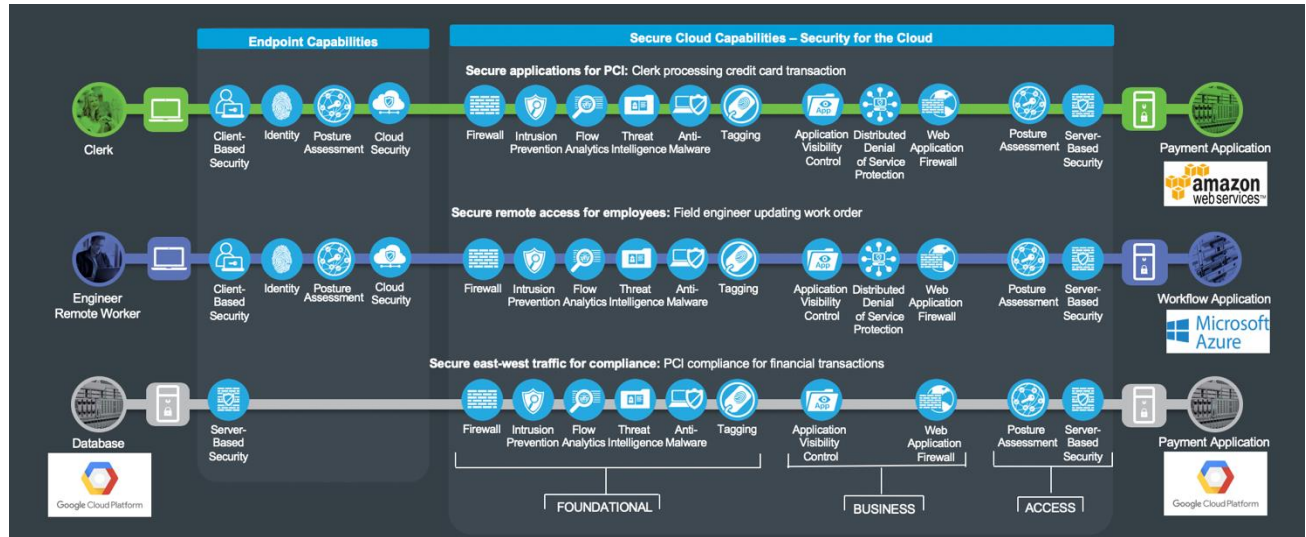 Endpoint Capabilities
Secure Cloud Capabilities – Security for the Cloud
Secure applications for PCI: Clerk processing credit card transaction
Clerk
Client-
Based
Security
Identity
Posture
Assessment
Cloud
Security
Firewall
Intrusion
Prevention
Flow
Analytics
Threat
Intelligence
Anti-
Malware
Tagging
App
Application
Visibility
Control
Distributed
Denial
of Service
Protection
Web
Application
Firewall
Posture
Assessment
Server-
Based
Security
Payment Application
amazon
webservices™
Secure remote access for employees: Field engineer updating work order
Engineer
Remote Worker
Client-
Based
Security
Identity
Posture
Assessment
Cloud
Security
Firewall
Intrusion
Prevention
Flow
Analytics
Threat
Intelligence
Anti-
Malware
Tagging
App
Application
Visibility
Control
Distributed
Denial
of Service
Protection
Web
Application
Firewall
Posture
Assessment
Server-
Based
Security
Workflow Application
Microsoft
Azure
Secure east-west traffic for compliance: PCI compliance for financial transactions
Database
Google Cloud Platform
Server-
Based
Security
Firewall
Intrusion
Prevention
Flow
Analytics
Threat
Intelligence
Anti-
Malware
Tagging
App
Application
Visibility
Control
Web
Application
Firewall
Posture
Assessment
Server-
Based
Security
Payment Application
Google Cloud Platform
FOUNDATIONAL
BUSINESS
ACCESS